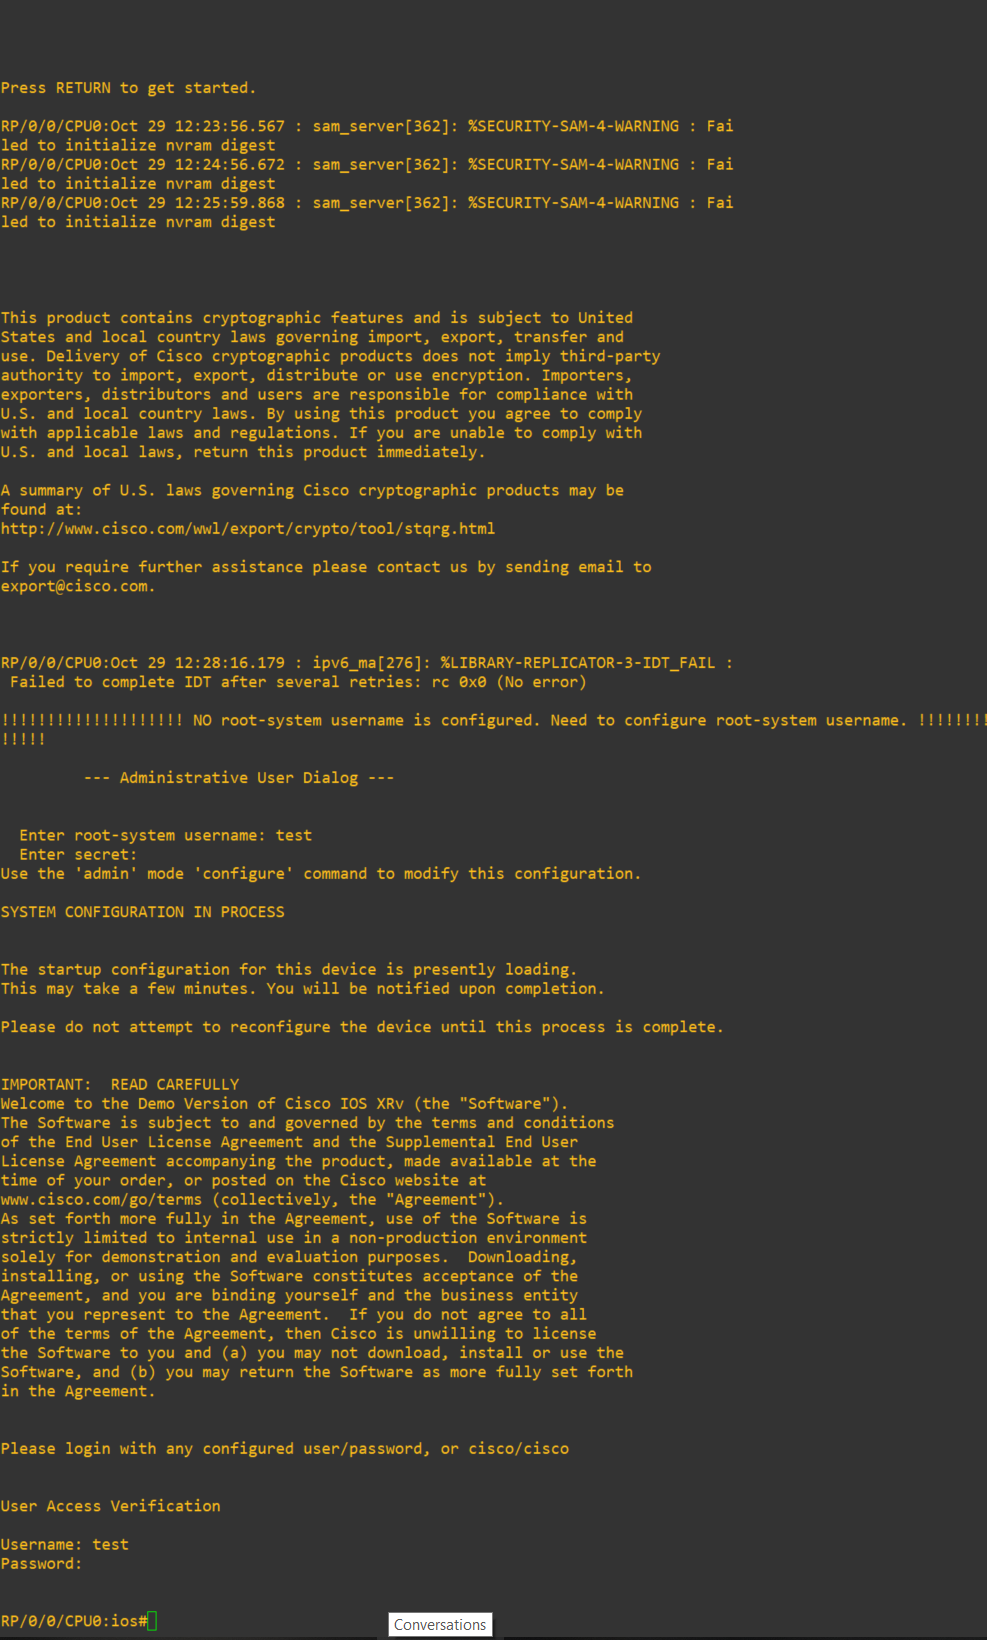 Press RETURN to get started.
RP/0/0/CPU0:Oct 29 12:23:56.567 : sam_server[362]: %SECURITY-SAM-4-WARNING : Fai
led to initialize nvram digest
RP/0/0/CPU0:Oct 29 12:24:56.672 : sam_server[362]: %SECURITY-SAM-4-WARNING : Fai
led to initialize nvram digest
RP/0/0/CPU0:Oct 29 12:25:59.868 : sam_server[362]: %SECURITY-SAM-4-WARNING : Fai
led to initialize nvram digest
This product contains cryptographic features and is subject to United
States and local country laws governing import, export, transfer and
use. Delivery of Cisco cryptographic products does not imply third-party
authority to import, export, distribute or use encryption. Importers,
exporters, distributors and users are responsible for compliance with
U.S. and local country laws. By using this product you agree to comply
with applicable laws and regulations. If you are unable to comply with
U.S. and local laws, return this product immediately.
A summary of U.S. laws governing Cisco cryptographic products may be
found at:
http://www.cisco.com/wwl/export/crypto/tool/stqrg.html
If you require further assistance please contact us by sending email to
export@cisco.com.
RP/0/0/CPU0:Oct 29 12:28:16.179 : ipv6_ma[276]: %LIBRARY-REPLICATOR-3-IDT_FAIL :
 Failed to complete IDT after several retries: rc 0x0 (No error)
!!!!!!!!!!!!!!!!!!!! NO root-system username is configured. Need to configure root-system username. !!!!!!!!
!!!!!
--- Administrative User Dialog ---
Enter root-system username: test
Enter secret:
Use the 'admin' mode 'configure' command to modify this configuration.
SYSTEM CONFIGURATION IN PROCESS
The startup configuration for this device is presently loading.
This may take a few minutes. You will be notified upon completion.
Please do not attempt to reconfigure the device until this process is complete.
IMPORTANT:  READ CAREFULLY
Welcome to the Demo Version of Cisco IOS XRv (the "Software").
The Software is subject to and governed by the terms and conditions
of the End User License Agreement and the Supplemental End User
License Agreement accompanying the product, made available at the
time of your order, or posted on the Cisco website at
www.cisco.com/go/terms (collectively, the "Agreement").
As set forth more fully in the Agreement, use of the Software is
strictly limited to internal use in a non-production environment
solely for demonstration and evaluation purposes.  Downloading,
installing, or using the Software constitutes acceptance of the
Agreement, and you are binding yourself and the business entity
that you represent to the Agreement.  If you do not agree to all
of the terms of the Agreement, then Cisco is unwilling to license
the Software to you and (a) you may not download, install or use the
Software, and (b) you may return the Software as more fully set forth
in the Agreement.
Please login with any configured user/password, or cisco/cisco
User Access Verification
Username: test
Password:
RP/0/0/CPU0:ios#
Conversations